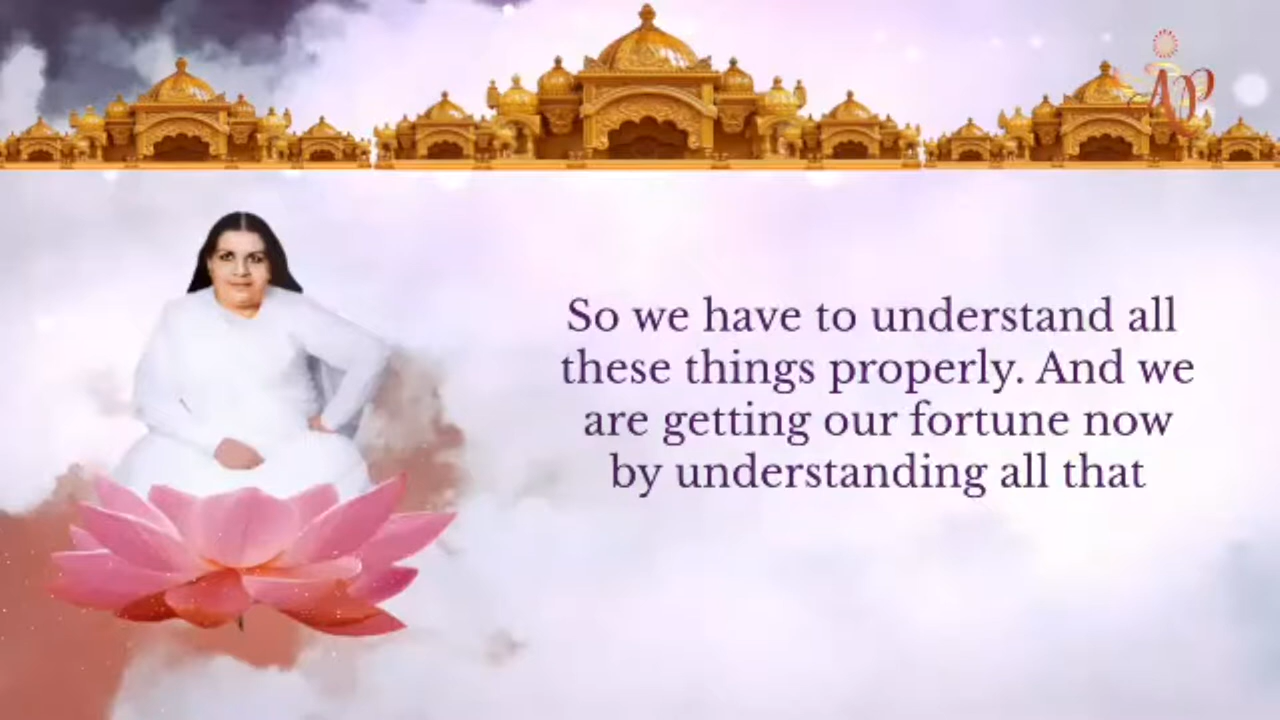 So we have to understand all
these things properly. And we
are getting our fortune now
by understanding all that